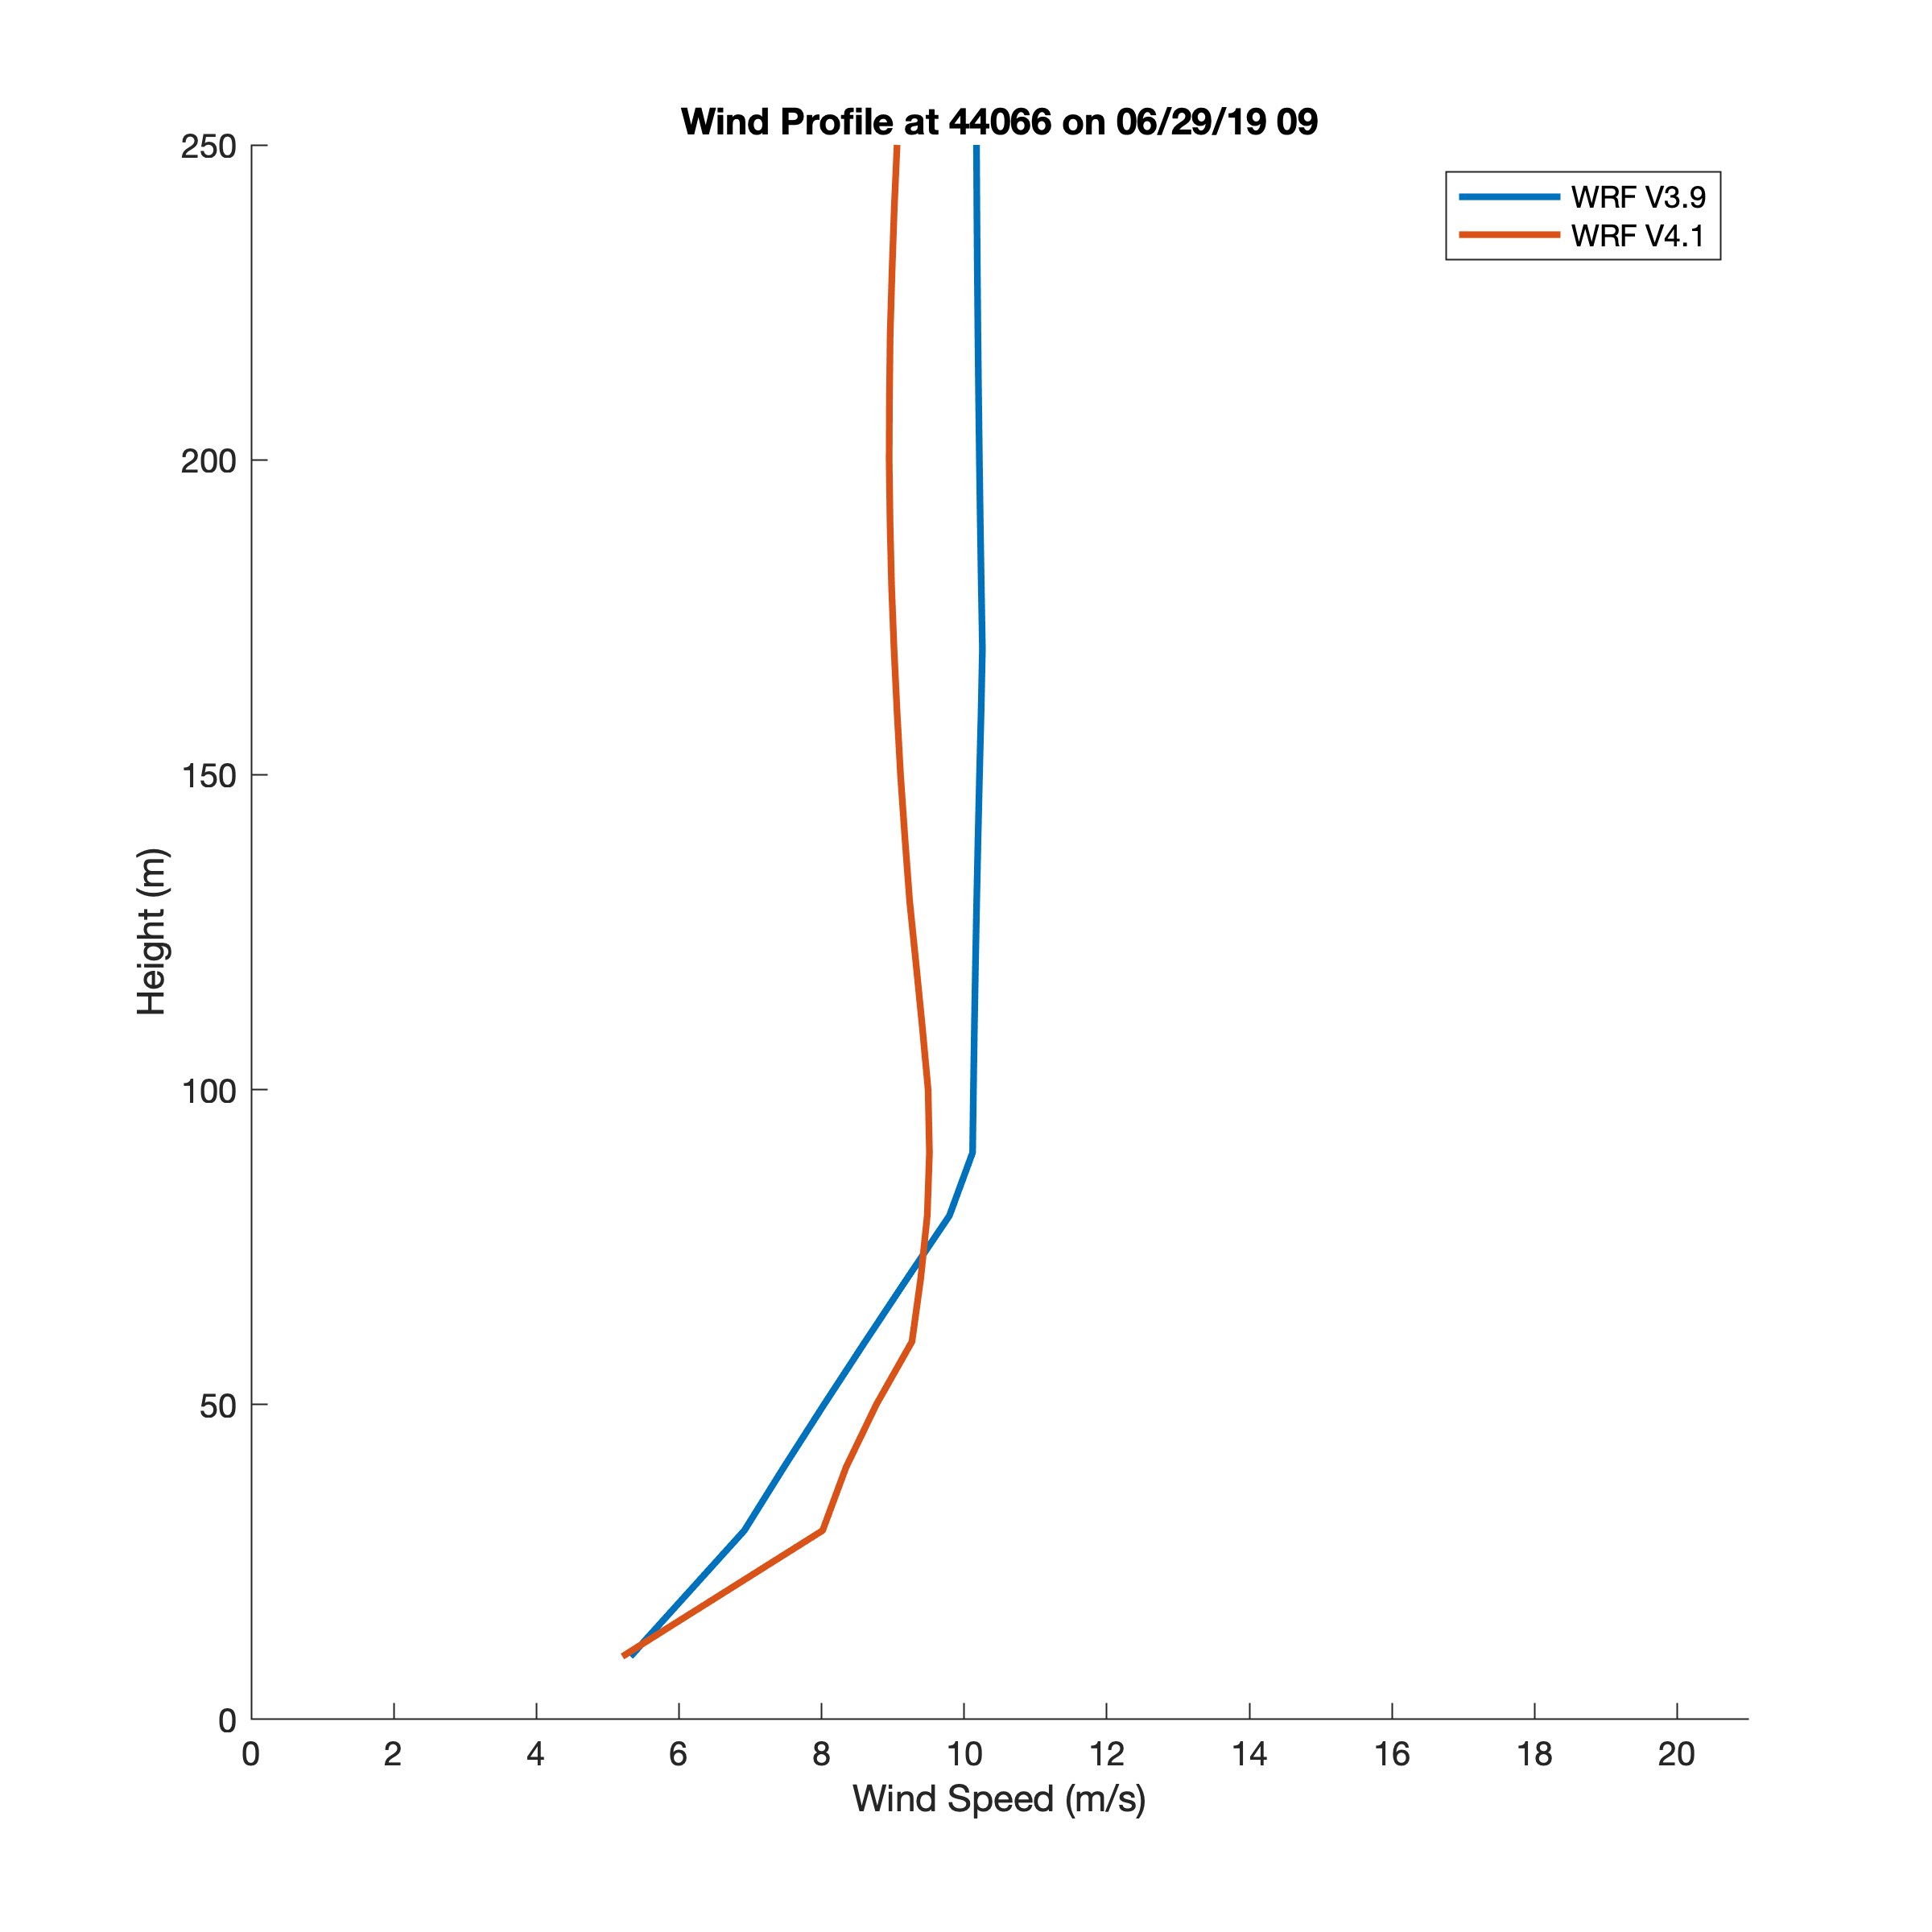 Wind Profile at 44066 on 06/29/19 09
WRF V3.9
WRF V4.1
250
200
150
100
50
0
Height (m)
0 2 4 6 8 10 12 14 16 18 20
Wind Speed (m/s)